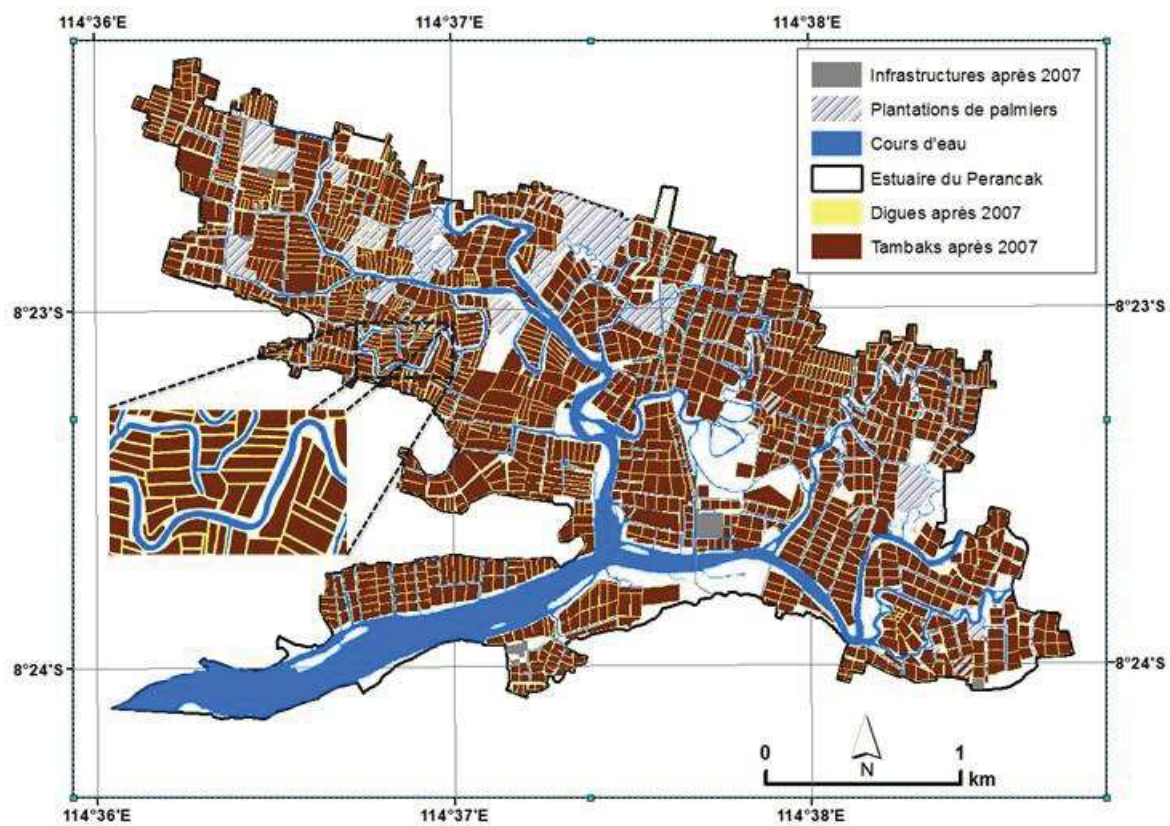 114°36'E 114°37'E 114°38'E
Infrastructures après 2007
Plantations de palmiers
Cours d'eau
Estuaire du Perancak
Digues après 2007
Tambaks après 2007
8°23'S 8°23'S
8°24'S 8°24'S
0 1
km
N
114°36'E 114°37'E 114°38'E